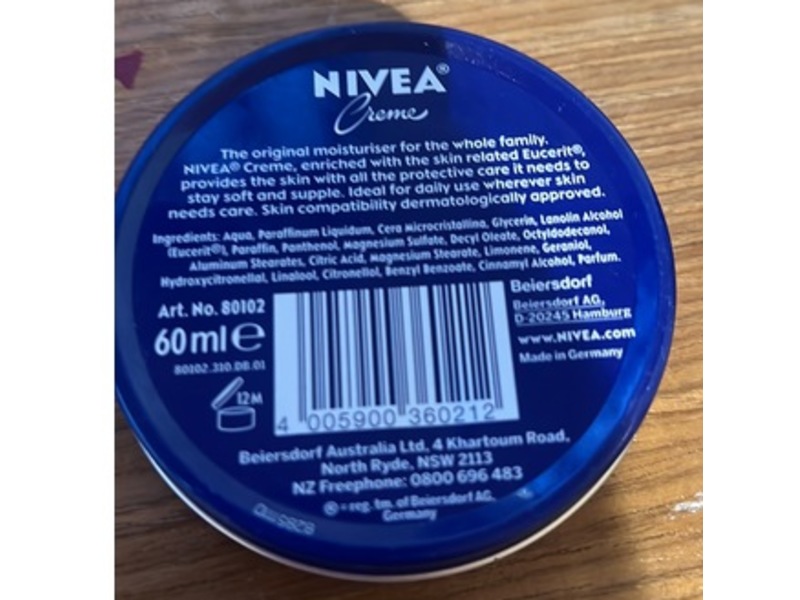 NIVEA®
Creme
The original moisturiser for the whole family.
NIVEA® Creme, enriched with the skin related Eucerit®,
provides the skin with all the protective care it needs to
stay soft and supple. Ideal for daily use wherever skin
needs care. Skin compatibility dermatologically approved.
Ingredients: Aqua, Paraffinum Liquidum, Cera Microcristallina, Glycerin, Lanolin Alcohol
(Eucerit®), Paraffin, Panthenol, Magnesium Sulfate, Decyl Oleate, Octyldodecanol,
Aluminum Stearates, Citric Acid, Magnesium Stearate, Limonene, Geraniol,
Hydroxycitronellal, Linalool, Citronellol, Benzyl Benzoate, Cinnamyl Alcohol, Parfum.
Art. No. 80102
60 ml ℮
80102.310.DB.01
12M
4 005900 360212
Beiersdorf
Beiersdorf AG,
D-20245 Hamburg
www.NIVEA.com
Made in Germany
Beiersdorf Australia Ltd, 4 Khartoum Road,
North Ryde, NSW 2113
NZ Freephone: 0800 696 483
® = reg. tm. of Beiersdorf AG,
Germany